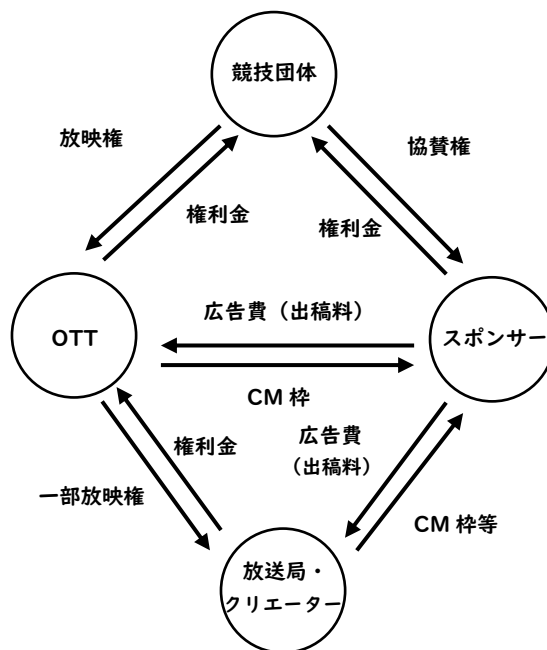 競技団体
放映権
協賛権
権利金
権利金
広告費（出稿料）
OTT
スポンサー
CM 枠
権利金
広告費
（出稿料）
一部放映権
CM 枠等
放送局・
クリエーター